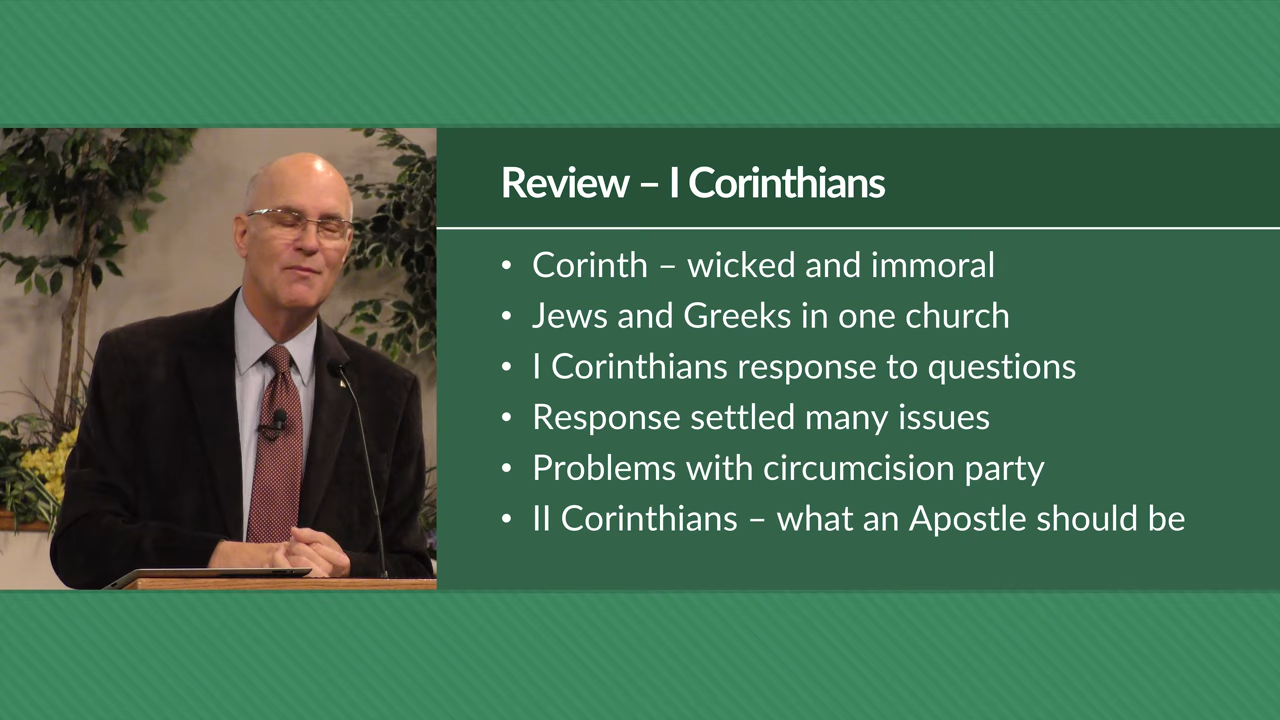 Review – I Corinthians
• Corinth – wicked and immoral
• Jews and Greeks in one church
• I Corinthians response to questions
• Response settled many issues
• Problems with circumcision party
• II Corinthians – what an Apostle should be